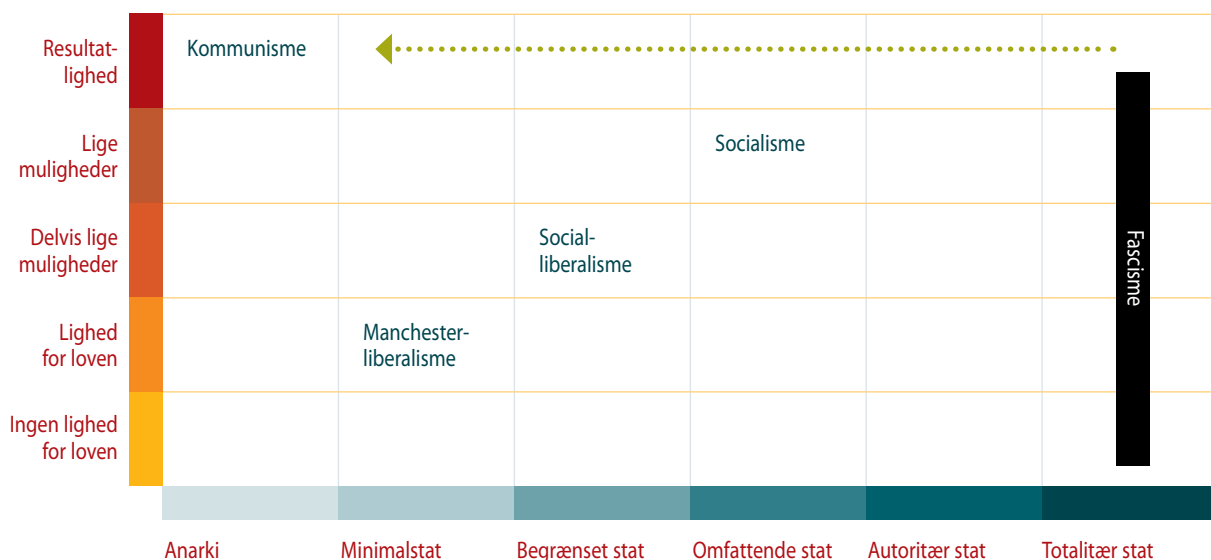 Resultat-
lighed
Kommunisme
Lige
muligheder
Socialisme
Delvis lige
muligheder
Social-
liberalisme
Fascisme
Lighed
for loven
Manchester-
liberalisme
Ingen lighed
for loven
Anarki
Minimalstat
Begrænset stat
Omfattende stat
Autoritær stat
Totalitær stat